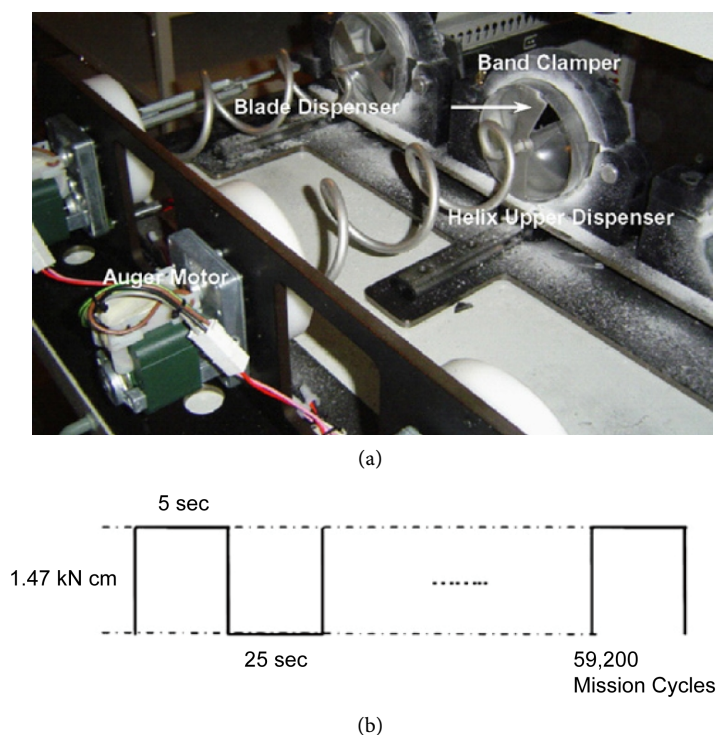 Band Clamper
Blade Dispenser
Helix Upper Dispenser
Auger Motor
(a)
5 sec
1.47 kN cm
25 sec
59,200
Mission Cycles
(b)